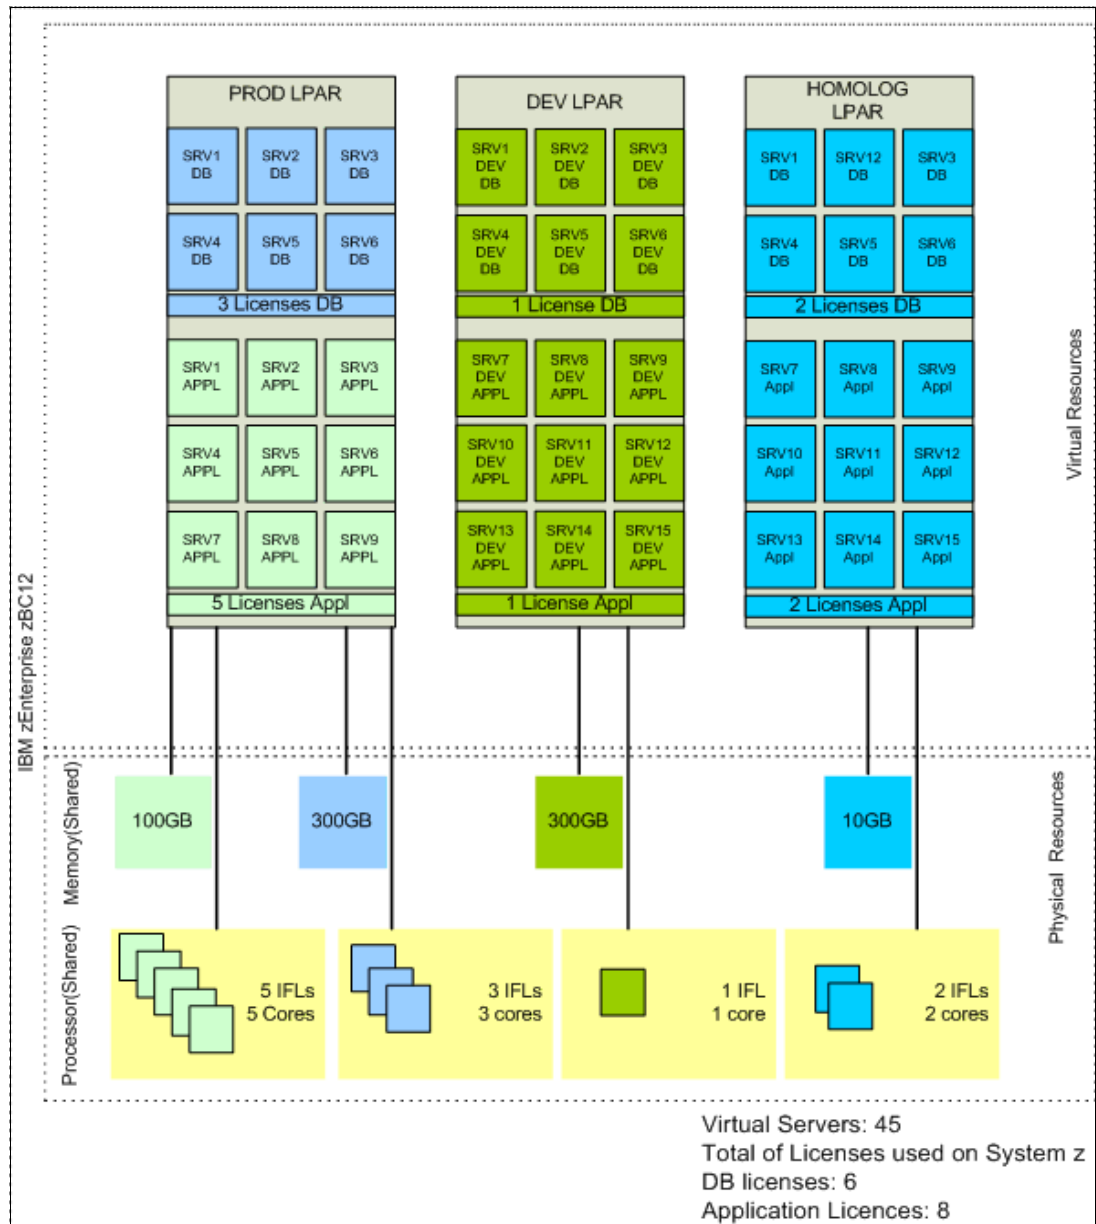 PROD LPAR
SRV1
DB
SRV2
DB
SRV3
DB
SRV4
DB
SRV5
DB
SRV6
DB
3 Licenses DB
SRV1
APPL
SRV2
APPL
SRV3
APPL
SRV4
APPL
SRV5
APPL
SRV6
APPL
SRV7
APPL
SRV8
APPL
SRV9
APPL
5 Licenses Appl
DEV LPAR
SRV1
DEV
DB
SRV2
DEV
DB
SRV3
DEV
DB
SRV4
DEV
DB
SRV5
DEV
DB
SRV6
DEV
DB
1 License DB
SRV7
DEV
APPL
SRV8
DEV
APPL
SRV9
DEV
APPL
SRV10
DEV
APPL
SRV11
DEV
APPL
SRV12
DEV
APPL
SRV13
DEV
APPL
SRV14
DEV
APPL
SRV15
DEV
APPL
1 License Appl
HOMOLOG
LPAR
SRV1
DB
SRV12
DB
SRV3
DB
SRV4
DB
SRV5
DB
SRV6
DB
2 Licenses DB
SRV7
Appl
SRV8
Appl
SRV9
Appl
SRV10
Appl
SRV11
Appl
SRV12
Appl
SRV13
Appl
SRV14
Appl
SRV15
Appl
2 Licenses Appl
Virtual Resources
IBM zEnterprise zBC12
Memory(Shared)
100GB
300GB
300GB
10GB
Physical Resources
Processor(Shared)
5 IFLs
5 Cores
3 IFLs
3 cores
1 IFL
1 core
2 IFLs
2 cores
Virtual Servers: 45
Total of Licenses used on System z
DB licenses: 6
Application Licences: 8